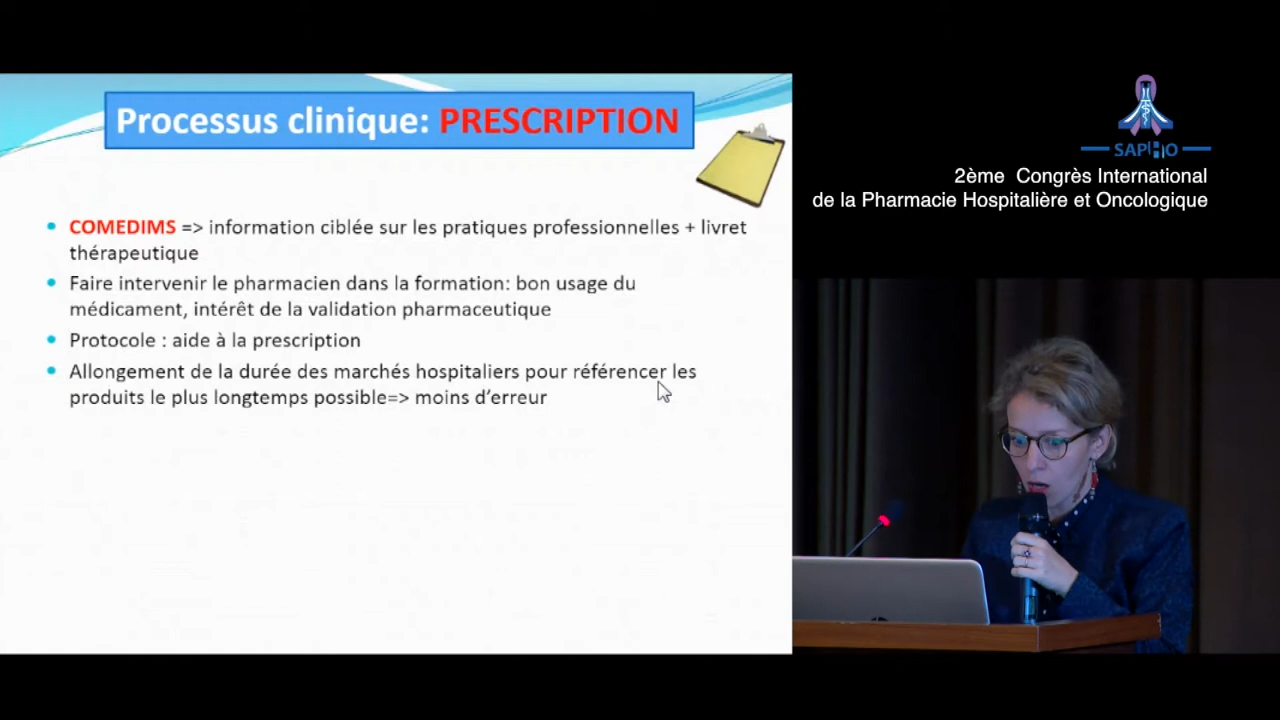 Processus clinique: PRESCRIPTION
COMEDIMS => information ciblée sur les pratiques professionnelles + livret
thérapeutique
Faire intervenir le pharmacien dans la formation: bon usage du
médicament, intérêt de la validation pharmaceutique
Protocole : aide à la prescription
Allongement de la durée des marchés hospitaliers pour référencer les
produits le plus longtemps possible=> moins d’erreur
SAPHO
2ème Congrès International
de la Pharmacie Hospitalière et Oncologique